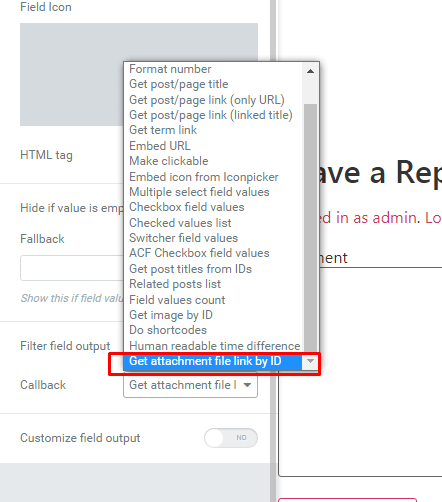 Field Icon
HTML tag
Hide if value is emp
Fallback
Show this if field valu
Filter field output
Callback
Get attachment file l
Customize field output
NO
Format number
Get post/page title
Get post/page link (only URL)
Get post/page link (linked title)
Get term link
Embed URL
Make clickable
Embed icon from Iconpicker
Multiple select field values
Checkbox field values
Checked values list
Switcher field values
ACF Checkbox field values
Get post titles from IDs
Related posts list
Field values count
Get image by ID
Do shortcodes
Human readable time difference
Get attachment file link by ID
ave a Rep
ed in as admin. Lo
ment